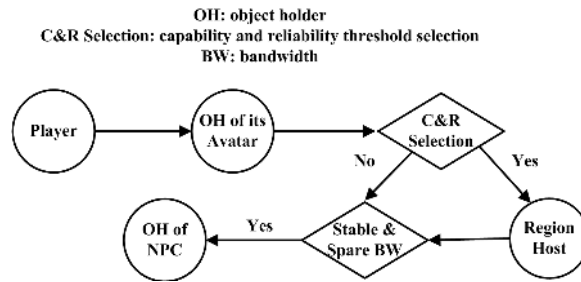 OH: object holder
C&R Selection: capability and reliability threshold selection
BW: bandwidth
Player
OH of its
Avatar
C&R
Selection
No
Yes
OH of
NPC
Yes
Stable &
Spare BW
Region
Host